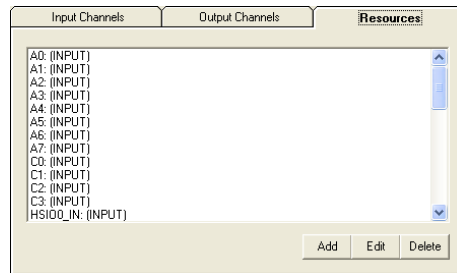 Input Channels
Output Channels
Resources
A0: (INPUT)
A1: (INPUT)
A2: (INPUT)
A3: (INPUT)
A4: (INPUT)
A5: (INPUT)
A6: (INPUT)
A7: (INPUT)
C0: (INPUT)
C1: (INPUT)
C2: (INPUT)
C3: (INPUT)
HSIO0_IN: (INPUT)
Add
Edit
Delete